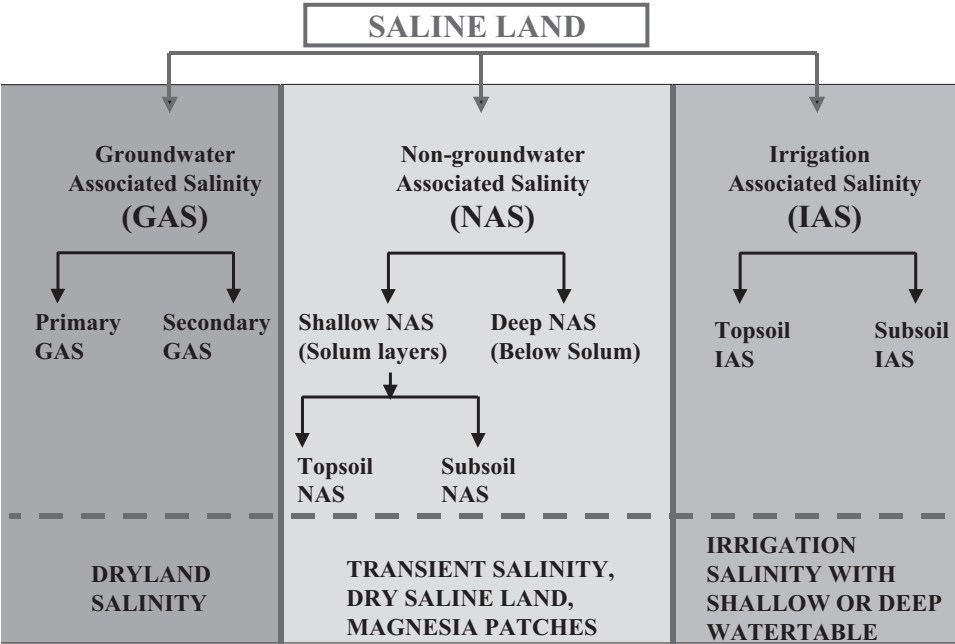 SALINE LAND
Groundwater
Associated Salinity
(GAS)
Primary
GAS
Secondary
GAS
DRYLAND
SALINITY
Non-groundwater
Associated Salinity
(NAS)
Shallow NAS
(Solum layers)
Deep NAS
(Below Solum)
Topsoil
NAS
Subsoil
NAS
TRANSIENT SALINITY,
DRY SALINE LAND,
MAGNESIA PATCHES
Irrigation
Associated Salinity
(IAS)
Topsoil
IAS
Subsoil
IAS
IRRIGATION
SALINITY WITH
SHALLOW OR DEEP
WATERTABLE